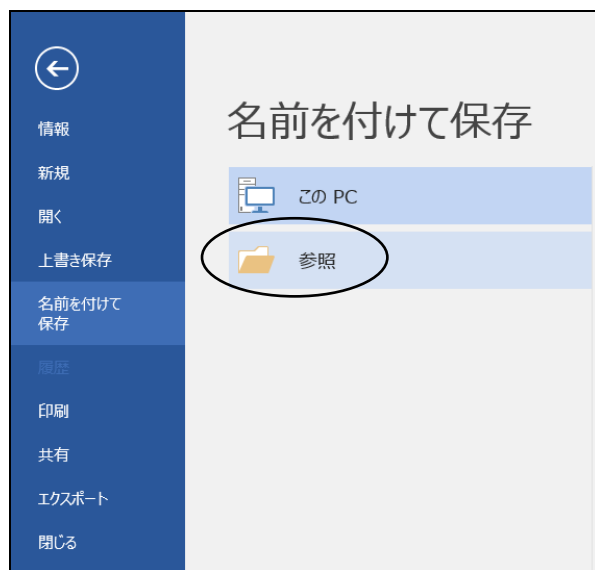 名前を付けて保存
情報
新規
開く
上書き保存
名前を付けて
保存
履歴
印刷
共有
エクスポート
閉じる
この PC
参照